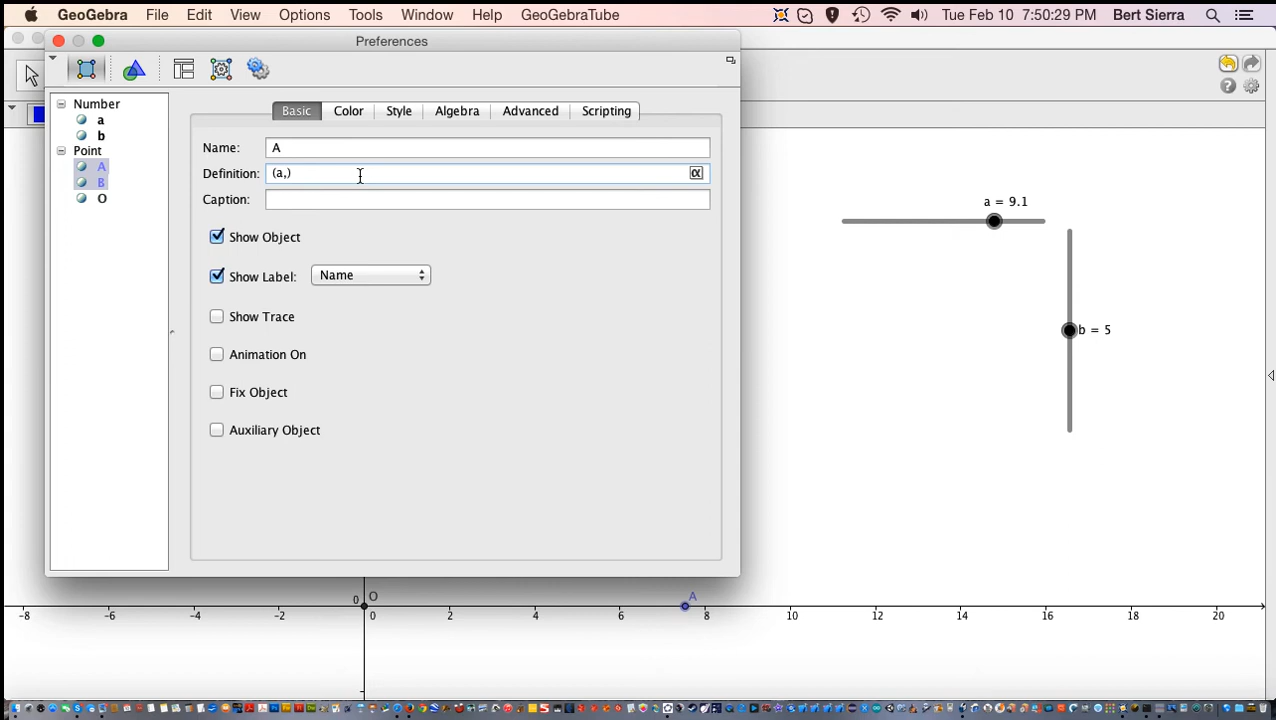 GeoGebra File Edit View Options Tools Window Help GeoGebraTube Tue Feb 10 7:50:29 PM Bert Sierra
Preferences
Number
a
b
Point
A
B
O
Basic Color Style Algebra Advanced Scripting
Name: A
Definition: (a,) α
Caption:
Show Object
Show Label: Name
Show Trace
Animation On
Fix Object
Auxiliary Object
a = 9.1
b = 5
O
A
0
-8 -6 -4 -2 0 2 4 6 8 10 12 14 16 18 20